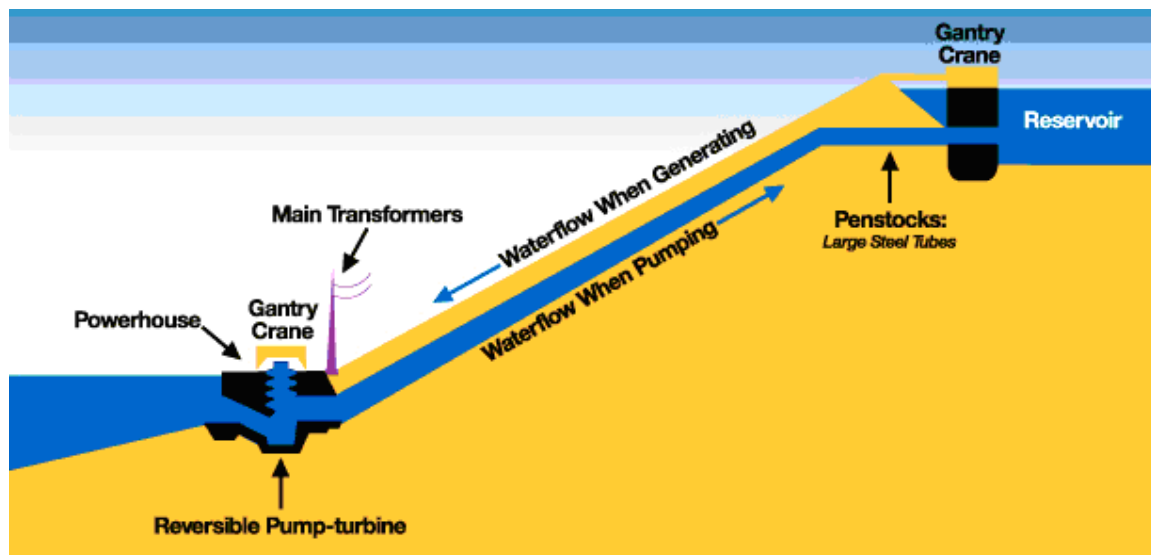 Gantry
Crane
Reservoir
Waterflow When Generating
Main Transformers
Penstocks:
Large Steel Tubes
Waterflow When Pumping
Gantry
Crane
Powerhouse
Reversible Pump-turbine